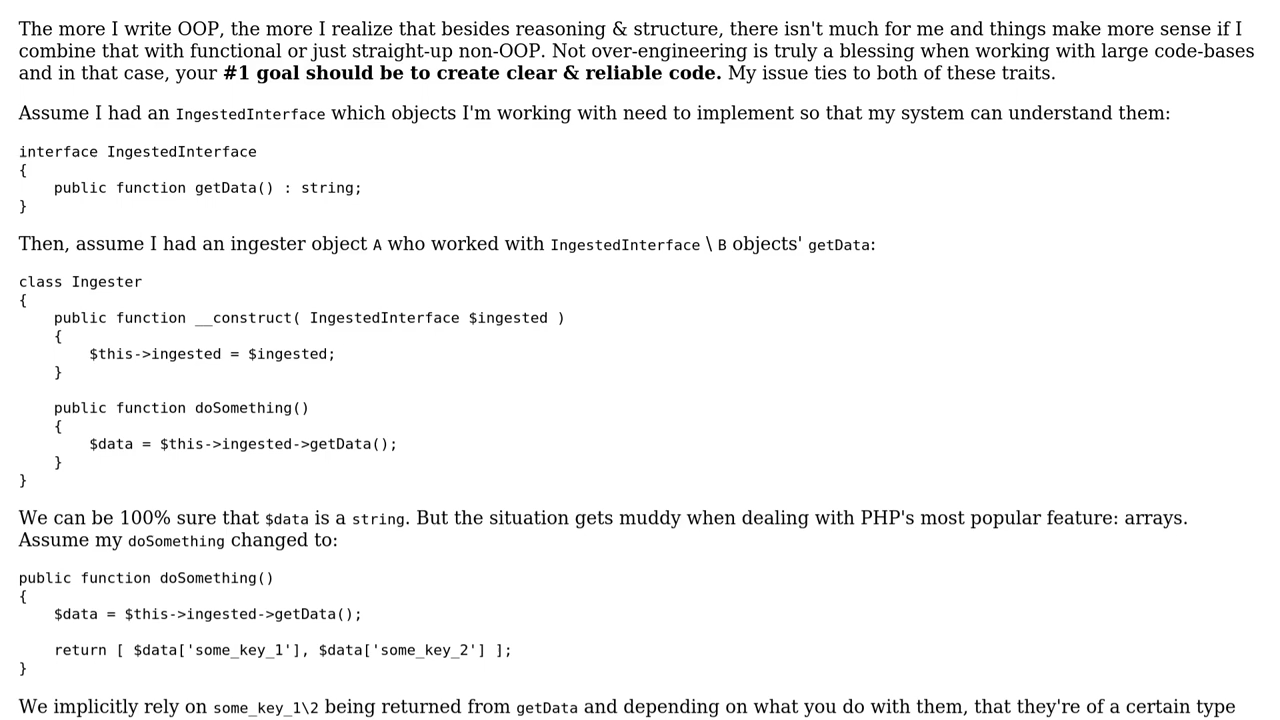 The more I write OOP, the more I realize that besides reasoning & structure, there isn't much for me and things make more sense if I
combine that with functional or just straight-up non-OOP. Not over-engineering is truly a blessing when working with large code-bases
and in that case, your #1 goal should be to create clear & reliable code. My issue ties to both of these traits.
Assume I had an IngestedInterface which objects I'm working with need to implement so that my system can understand them:
interface IngestedInterface
{
    public function getData() : string;
}
Then, assume I had an ingester object A who worked with IngestedInterface \ B objects' getData:
class Ingester
{
    public function __construct( IngestedInterface $ingested )
    {
        $this->ingested = $ingested;
    }
    public function doSomething()
    {
        $data = $this->ingested->getData();
    }
}
We can be 100% sure that $data is a string. But the situation gets muddy when dealing with PHP's most popular feature: arrays.
Assume my doSomething changed to:
public function doSomething()
{
    $data = $this->ingested->getData();
    return [ $data['some_key_1'], $data['some_key_2'] ];
}
We implicitly rely on some_key_1\2 being returned from getData and depending on what you do with them, that they're of a certain type